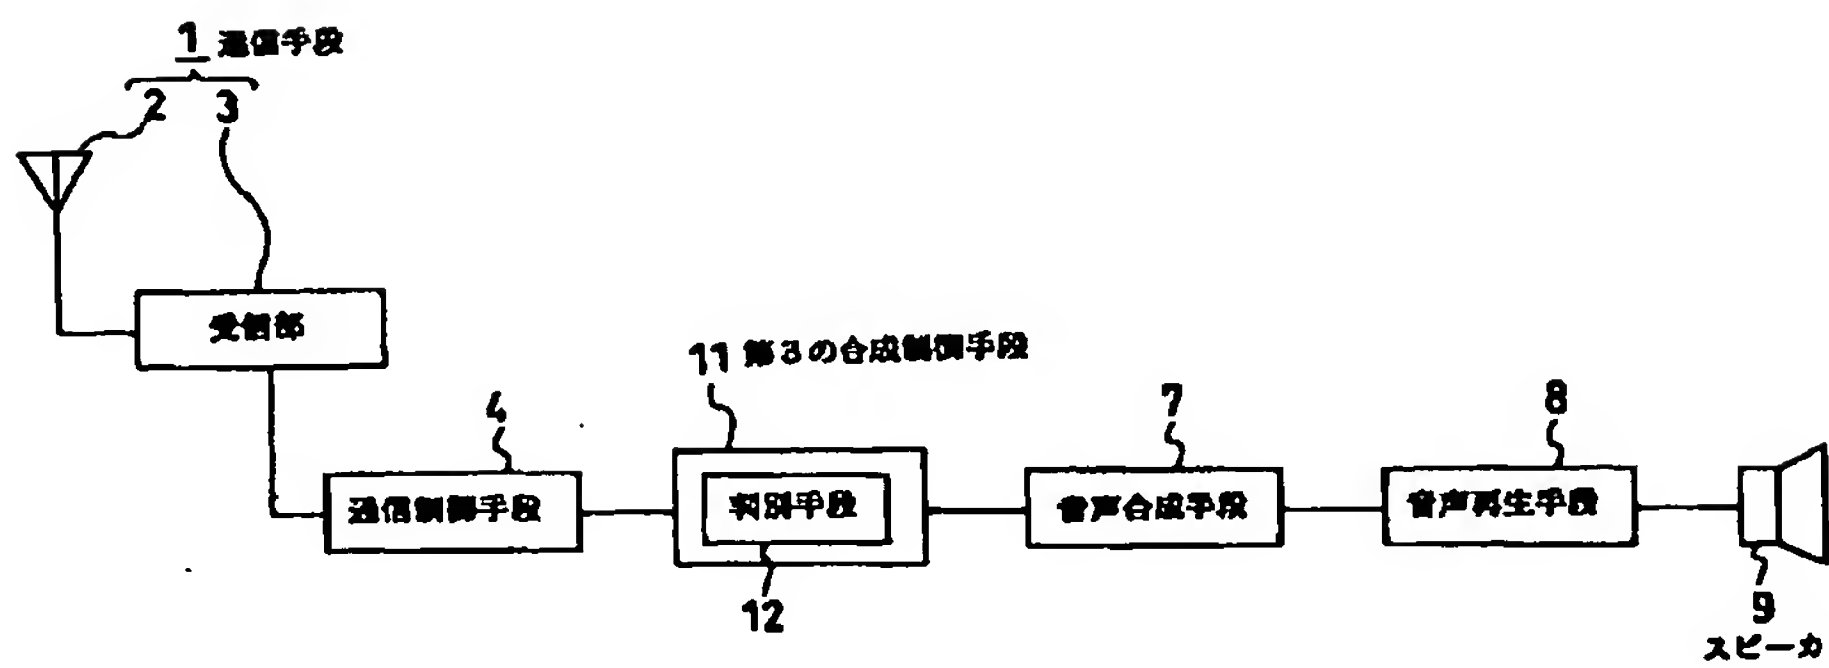 1 通信手段
2 3
受信部
11 第3の合成制御手段
4
7
8
通信制御手段
判別手段
音声合成手段
音声再生手段
12
9
スピーカ